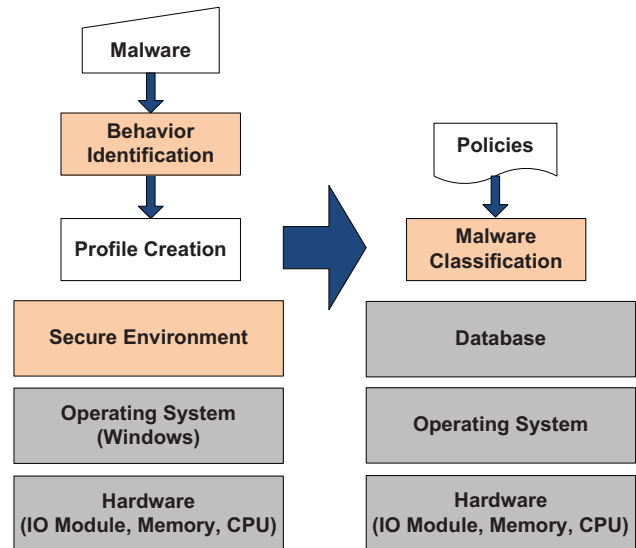 Malware
Behavior
Identification
Profile Creation
Secure Environment
Operating System
(Windows)
Hardware
(IO Module, Memory, CPU)
Policies
Malware
Classification
Database
Operating System
Hardware
(IO Module, Memory, CPU)